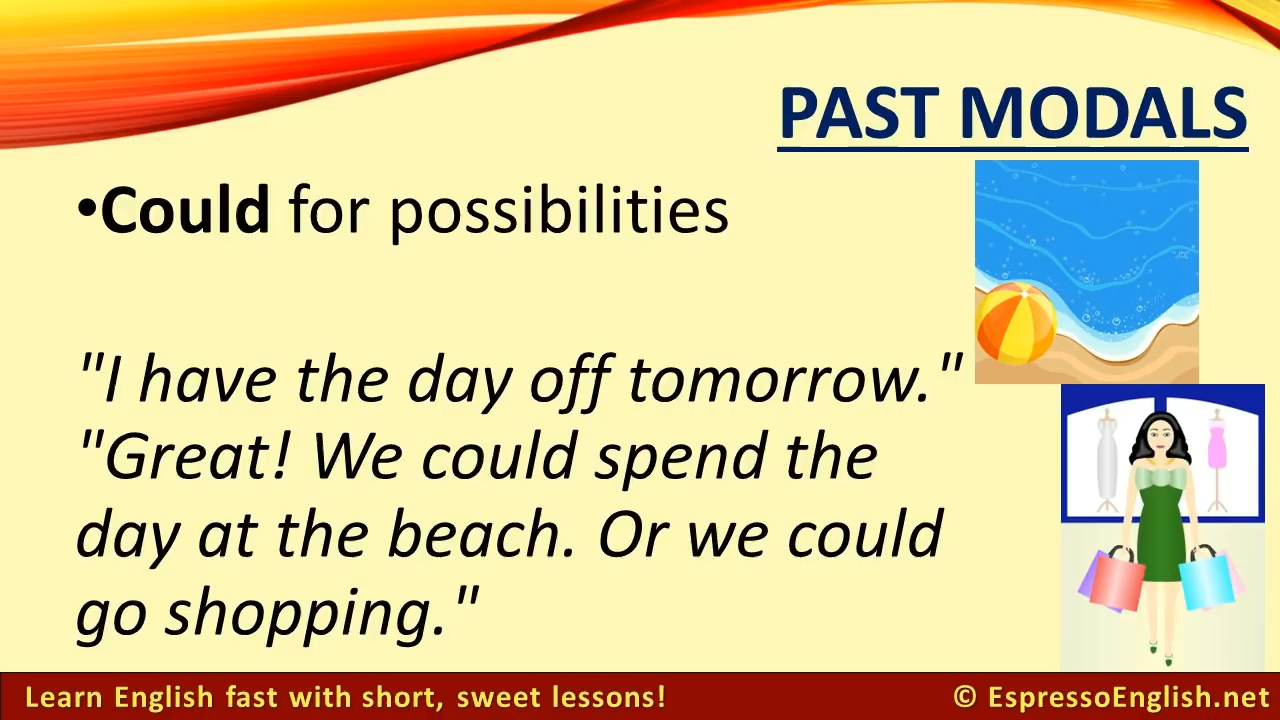 PAST MODALS
•Could for possibilities
"I have the day off tomorrow."
"Great! We could spend the
day at the beach. Or we could
go shopping."
Learn English fast with short, sweet lessons!
© EspressoEnglish.net